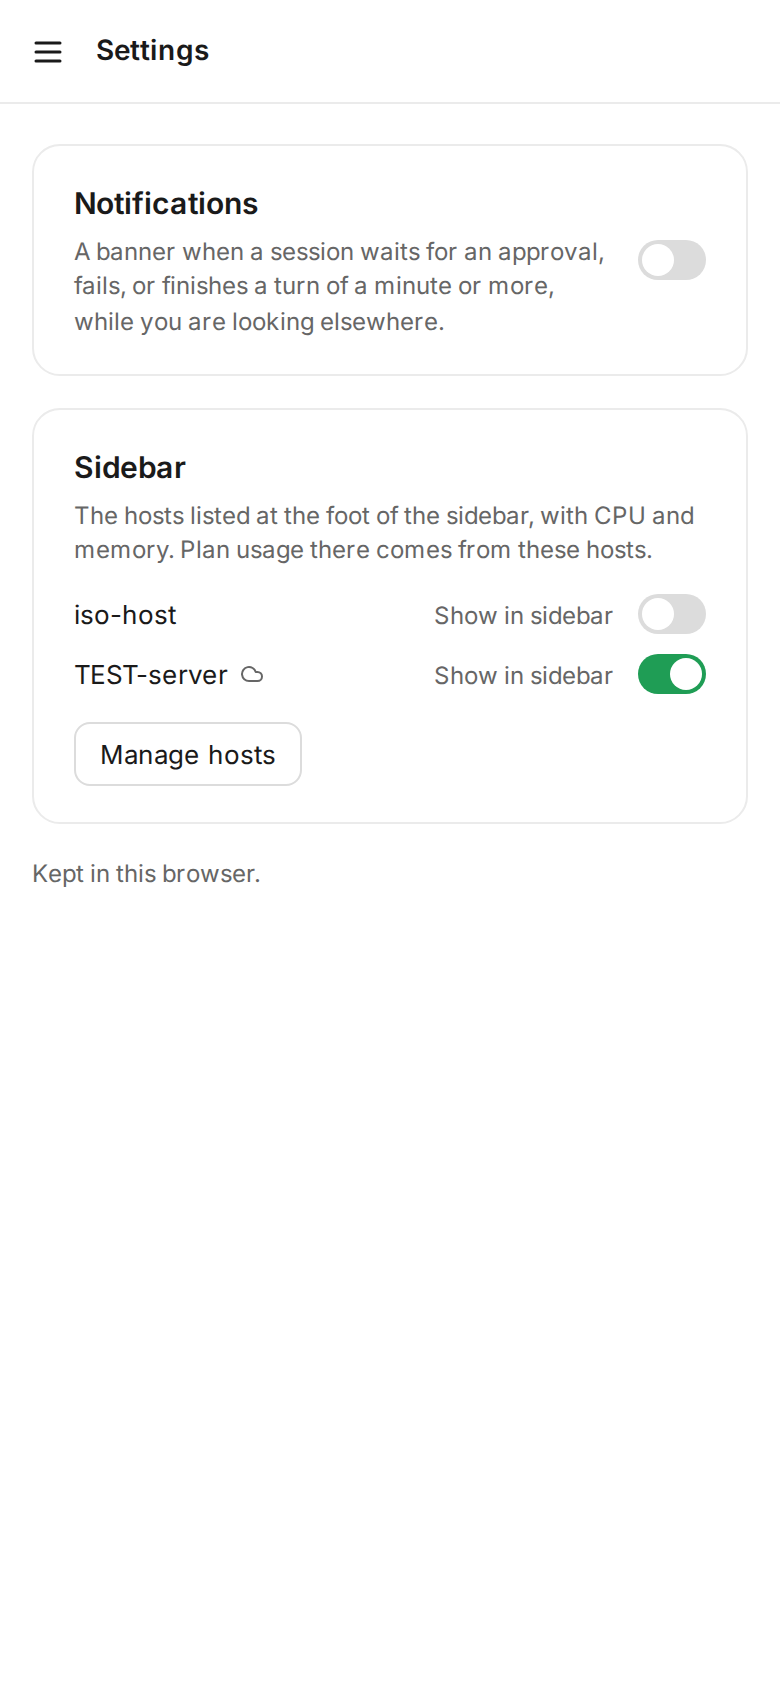 Settings
Notifications
A banner when a session waits for an approval,
fails, or finishes a turn of a minute or more,
while you are looking elsewhere.
Sidebar
The hosts listed at the foot of the sidebar, with CPU and
memory. Plan usage there comes from these hosts.
iso-host Show in sidebar
TEST-server Show in sidebar
Manage hosts
Kept in this browser.